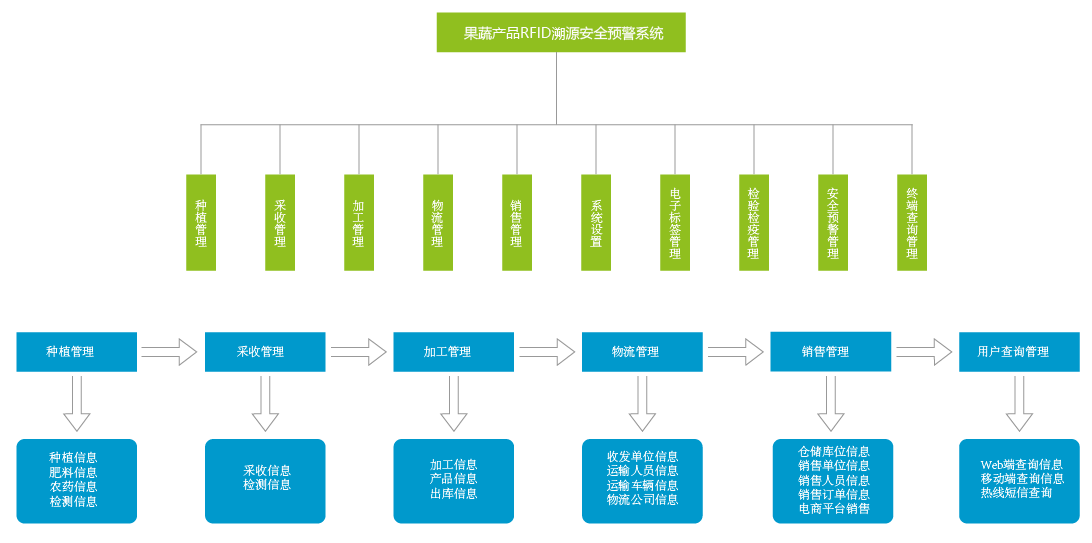 果蔬产品RFID溯源安全预警系统
种植管理
采收管理
加工管理
物流管理
销售管理
系统设置
电子标签管理
检验检疫管理
安全预警管理
终端查询管理
种植管理
采收管理
加工管理
物流管理
销售管理
用户查询管理
种植信息
肥料信息
农药信息
检测信息
采收信息
检测信息
加工信息
产品信息
出库信息
收发单位信息
运输人员信息
运输车辆信息
物流公司信息
仓储库位信息
销售单位信息
销售人员信息
销售订单信息
电商平台销售
Web端查询信息
移动端查询信息
热线短信查询